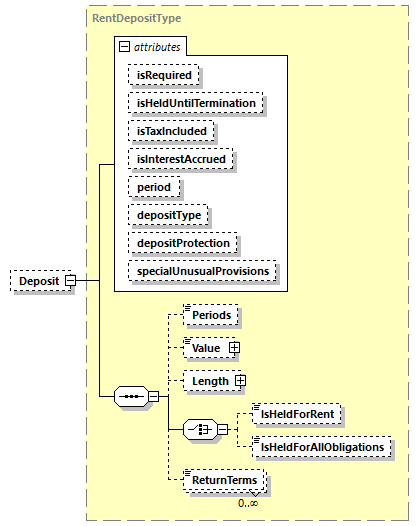 RentDepositType
attributes
isRequired
isHeldUntilTermination
isTaxIncluded
isInterestAccrued
period
depositType
depositProtection
specialUnusualProvisions
Deposit
Periods
Value
Length
IsHeldForRent
IsHeldForAllObligations
ReturnTerms
0..∞